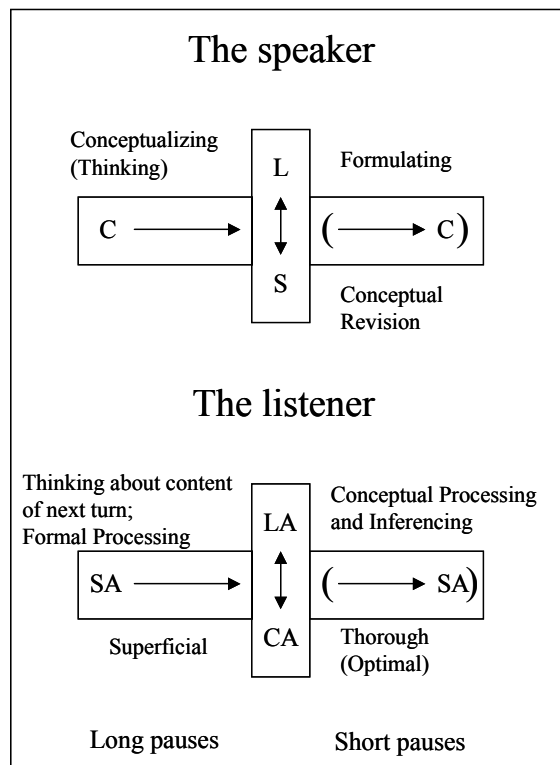 The speaker
Conceptualizing
(Thinking)
L
Formulating
C
( C)
S
Conceptual
Revision
The listener
Thinking about content
of next turn;
Formal Processing
LA
Conceptual Processing
and Inferencing
SA
( SA)
CA
Superficial
Thorough
(Optimal)
Long pauses
Short pauses